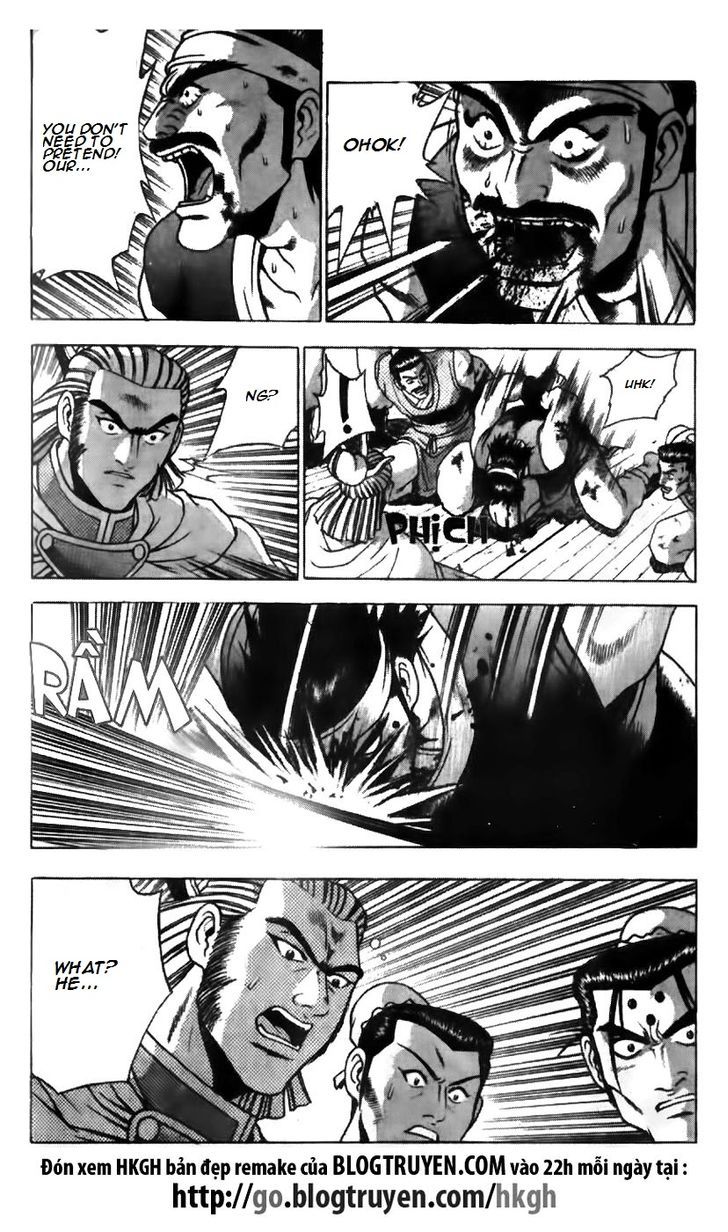 YOU DON'T
NEED TO
PRETEND!
OUR...
OHOK!
NG?
!
UHK!
PHỊCH
RẦM
WHAT?
HE...
Đón xem HKGH bản đẹp remake của BLOGTRUYEN.COM vào 22h mỗi ngày tại :
http://go.blogtruyen.com/hkgh